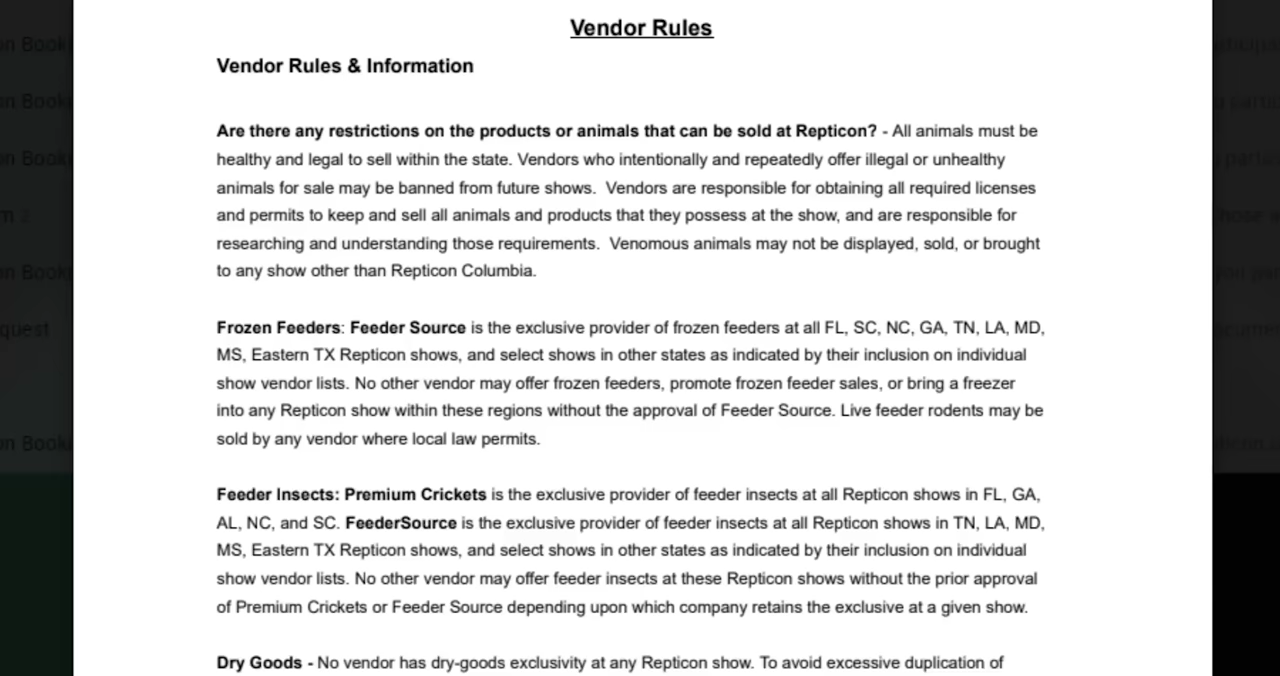 Vendor Rules
Vendor Rules & Information
Are there any restrictions on the products or animals that can be sold at Repticon? - All animals must be
healthy and legal to sell within the state. Vendors who intentionally and repeatedly offer illegal or unhealthy
animals for sale may be banned from future shows.  Vendors are responsible for obtaining all required licenses
and permits to keep and sell all animals and products that they possess at the show, and are responsible for
researching and understanding those requirements.  Venomous animals may not be displayed, sold, or brought
to any show other than Repticon Columbia.
Frozen Feeders: Feeder Source is the exclusive provider of frozen feeders at all FL, SC, NC, GA, TN, LA, MD,
MS, Eastern TX Repticon shows, and select shows in other states as indicated by their inclusion on individual
show vendor lists. No other vendor may offer frozen feeders, promote frozen feeder sales, or bring a freezer
into any Repticon show within these regions without the approval of Feeder Source. Live feeder rodents may be
sold by any vendor where local law permits.
Feeder Insects: Premium Crickets is the exclusive provider of feeder insects at all Repticon shows in FL, GA,
AL, NC, and SC. FeederSource is the exclusive provider of feeder insects at all Repticon shows in TN, LA, MD,
MS, Eastern TX Repticon shows, and select shows in other states as indicated by their inclusion on individual
show vendor lists. No other vendor may offer feeder insects at these Repticon shows without the prior approval
of Premium Crickets or Feeder Source depending upon which company retains the exclusive at a given show.
Dry Goods - No vendor has dry-goods exclusivity at any Repticon show. To avoid excessive duplication of